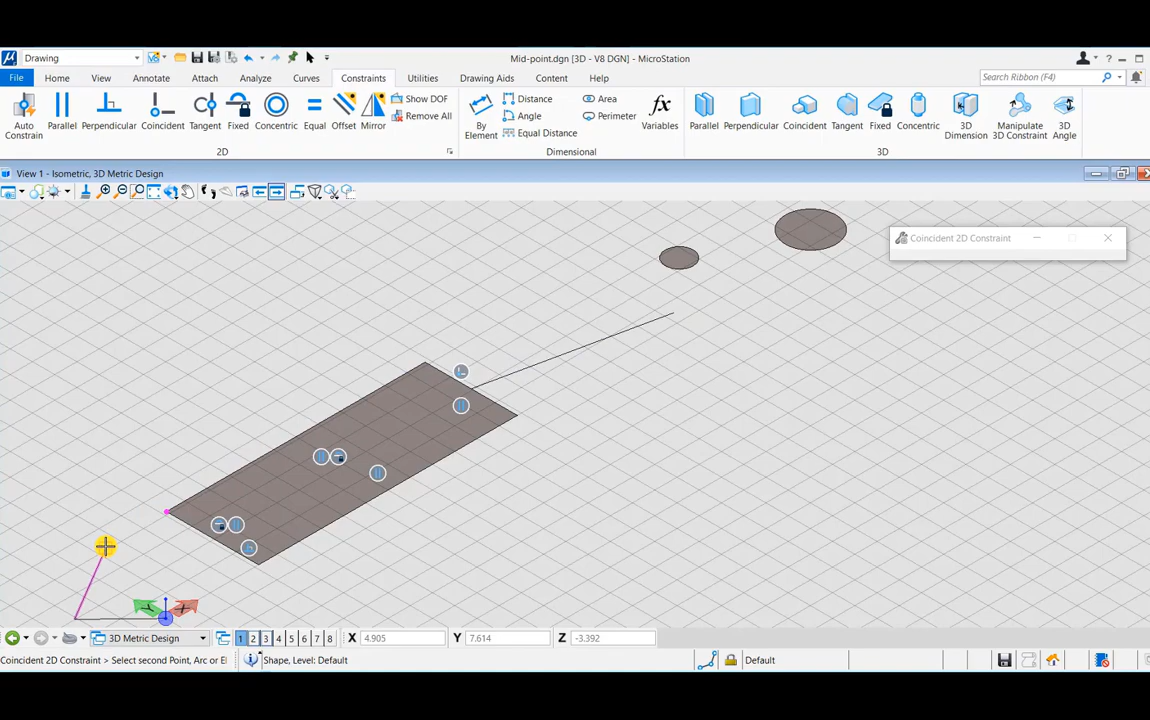 Drawing
Mid-point.dgn [3D - V8 DGN] - MicroStation
File Home View Annotate Attach Analyze Curves Constraints Utilities Drawing Aids Content Help Search Ribbon (F4)
Auto Constrain Parallel Perpendicular Coincident Tangent Fixed Concentric Equal Offset Mirror Show DOF Remove All
2D
By Element Distance Angle Equal Distance Area Perimeter fx Variables
Dimensional
Parallel Perpendicular Coincident Tangent Fixed Concentric 3D Dimension Manipulate 3D Constraint 3D Angle
3D
View 1 - Isometric, 3D Metric Design
Coincident 2D Constraint
3D Metric Design 1 2 3 4 5 6 7 8 X 4.905 Y 7.614 Z -3.392
Coincident 2D Constraint > Select second Point, Arc or El Shape, Level: Default Default